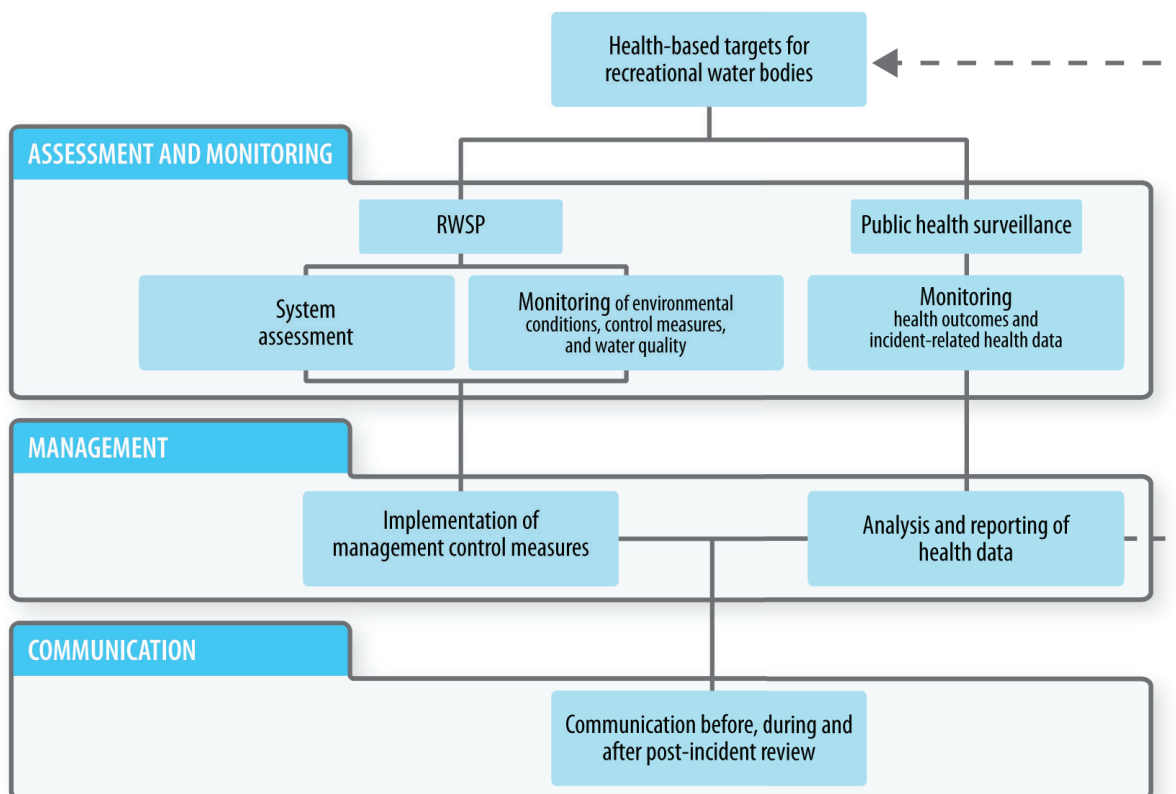 Health-based targets for
recreational water bodies
ASSESSMENT AND MONITORING
RWSP
Public health surveillance
System
assessment
Monitoring of environmental
conditions, control measures,
and water quality
Monitoring
health outcomes and
incident-related health data
MANAGEMENT
Implementation of
management control measures
Analysis and reporting of
health data
COMMUNICATION
Communication before, during and
after post-incident review